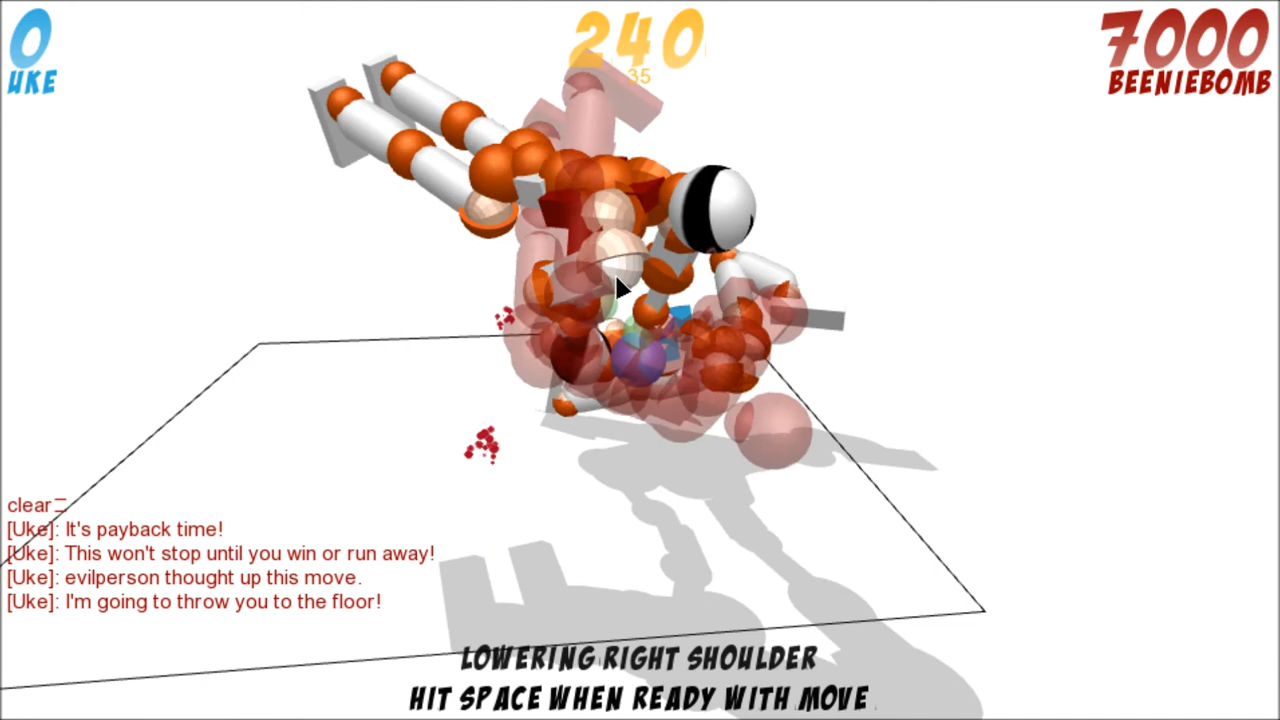 0
UKE
240
35
7000
BEENIEBOMB
clear
[Uke]: It's payback time!
[Uke]: This won't stop until you win or run away!
[Uke]: evilperson thought up this move.
[Uke]: I'm going to throw you to the floor!
LOWERING RIGHT SHOULDER
HIT SPACE WHEN READY WITH MOVE